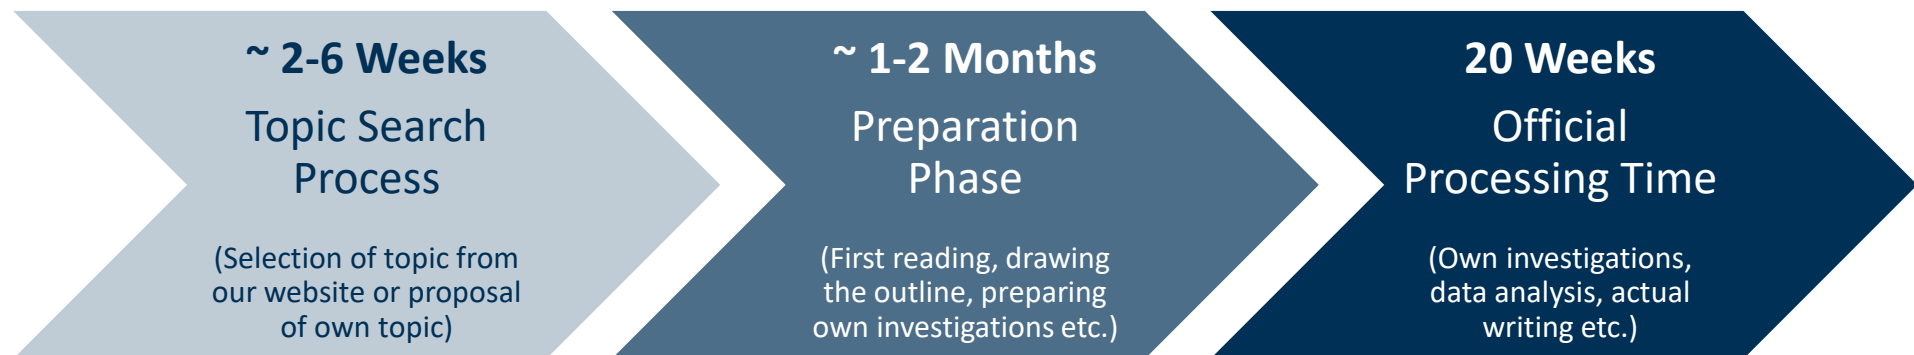 ~ 2-6 Weeks
Topic Search
Process
(Selection of topic from
our website or proposal
of own topic)
~ 1-2 Months
Preparation
Phase
(First reading, drawing
the outline, preparing
own investigations etc.)
20 Weeks
Official
Processing Time
(Own investigations,
data analysis, actual
writing etc.)